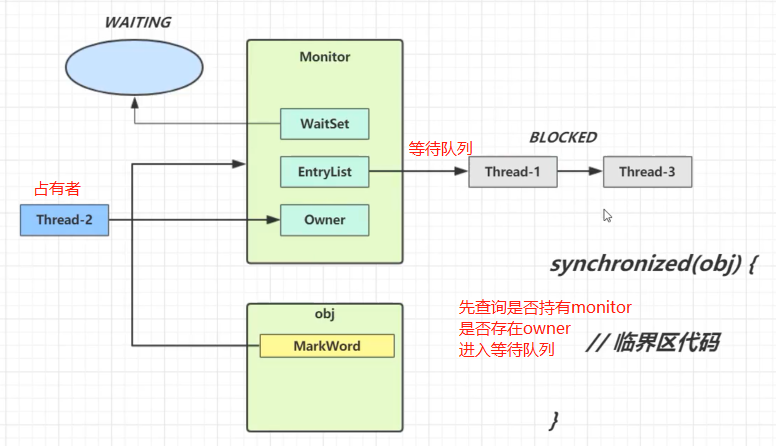 WAITING
Monitor
WaitSet
EntryList
Owner
等待队列
BLOCKED
Thread-1
Thread-3
占有者
Thread-2
obj
MarkWord
先查询是否持有monitor
是否存在owner
进入等待队列
synchronized(obj) {
// 临界区代码
}